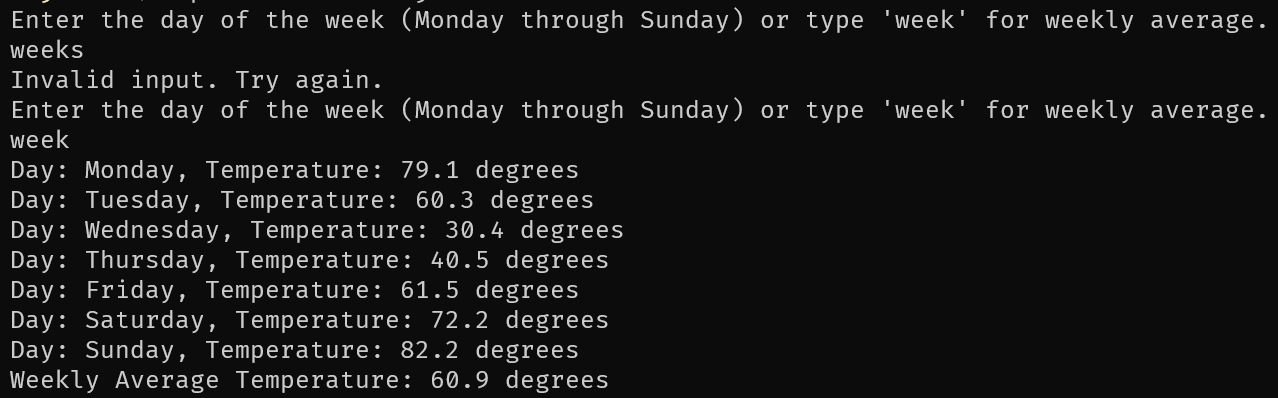 Enter the day of the week (Monday through Sunday) or type 'week' for weekly average.
weeks
Invalid input. Try again.
Enter the day of the week (Monday through Sunday) or type 'week' for weekly average.
week
Day: Monday, Temperature: 79.1 degrees
Day: Tuesday, Temperature: 60.3 degrees
Day: Wednesday, Temperature: 30.4 degrees
Day: Thursday, Temperature: 40.5 degrees
Day: Friday, Temperature: 61.5 degrees
Day: Saturday, Temperature: 72.2 degrees
Day: Sunday, Temperature: 82.2 degrees
Weekly Average Temperature: 60.9 degrees